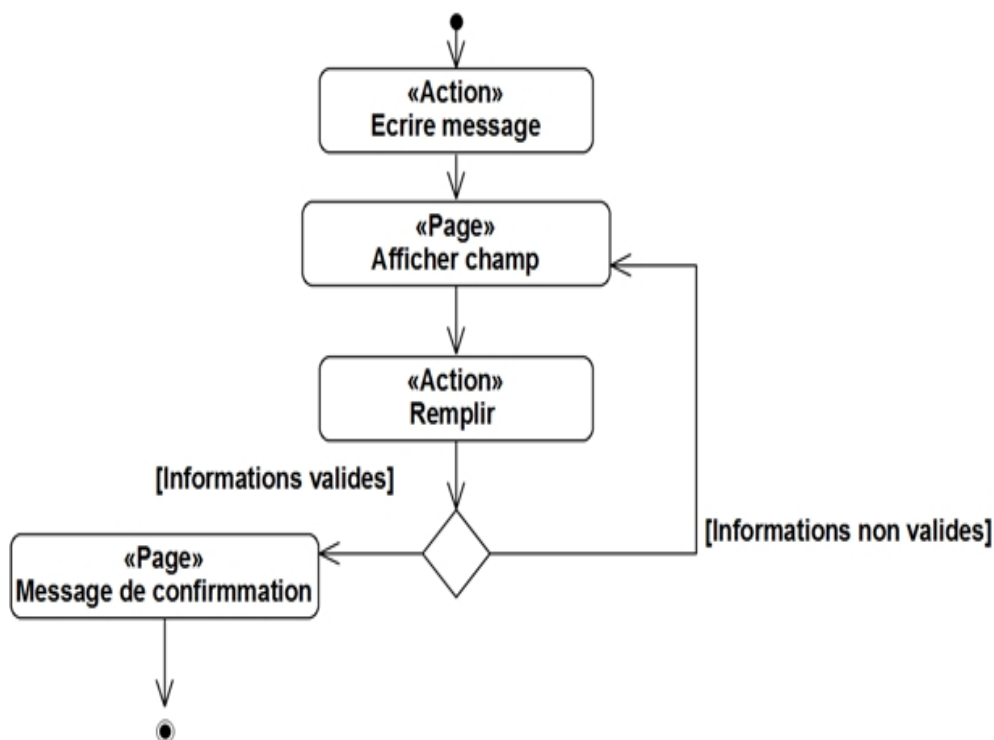 «Action»
Ecrire message
«Page»
Afficher champ
«Action»
Remplir
[Informations valides]
[Informations non valides]
«Page»
Message de confirmmation